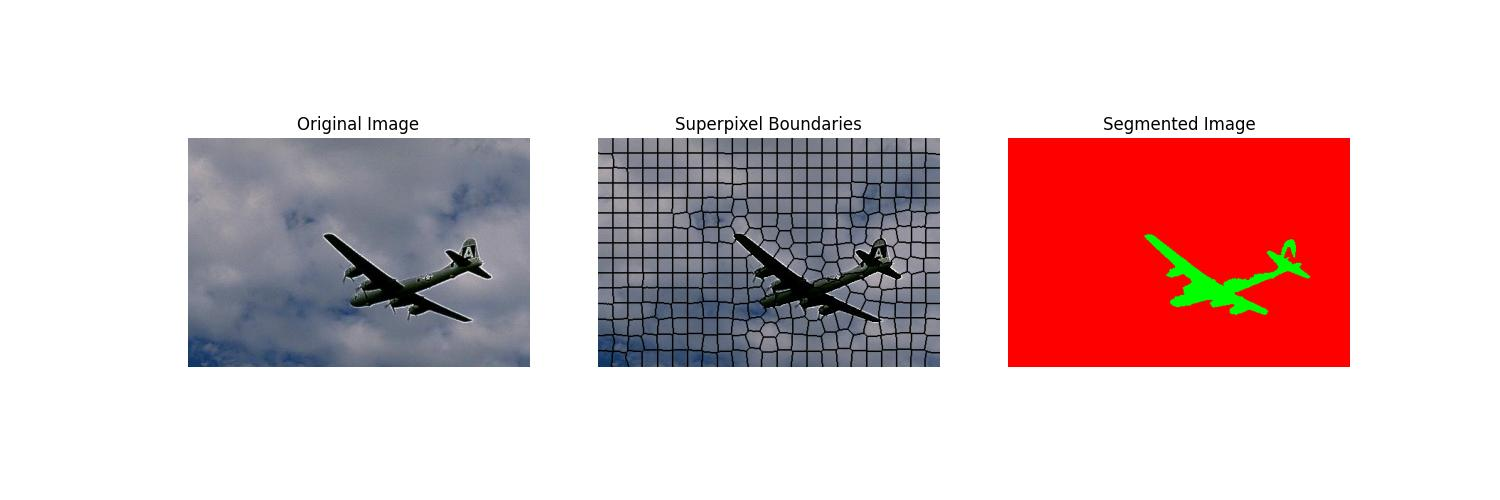 Original Image
Superpixel Boundaries
Segmented Image
A
A